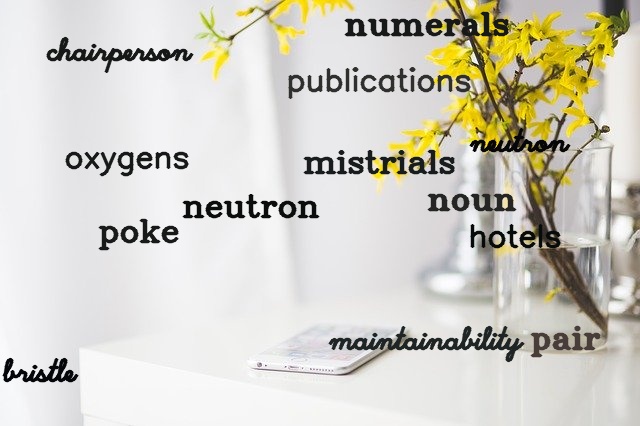 numerals
chairperson
publications
neutron
oxygens
mistrials
noun
neutron
poke
hotels
maintainability pair
bristle